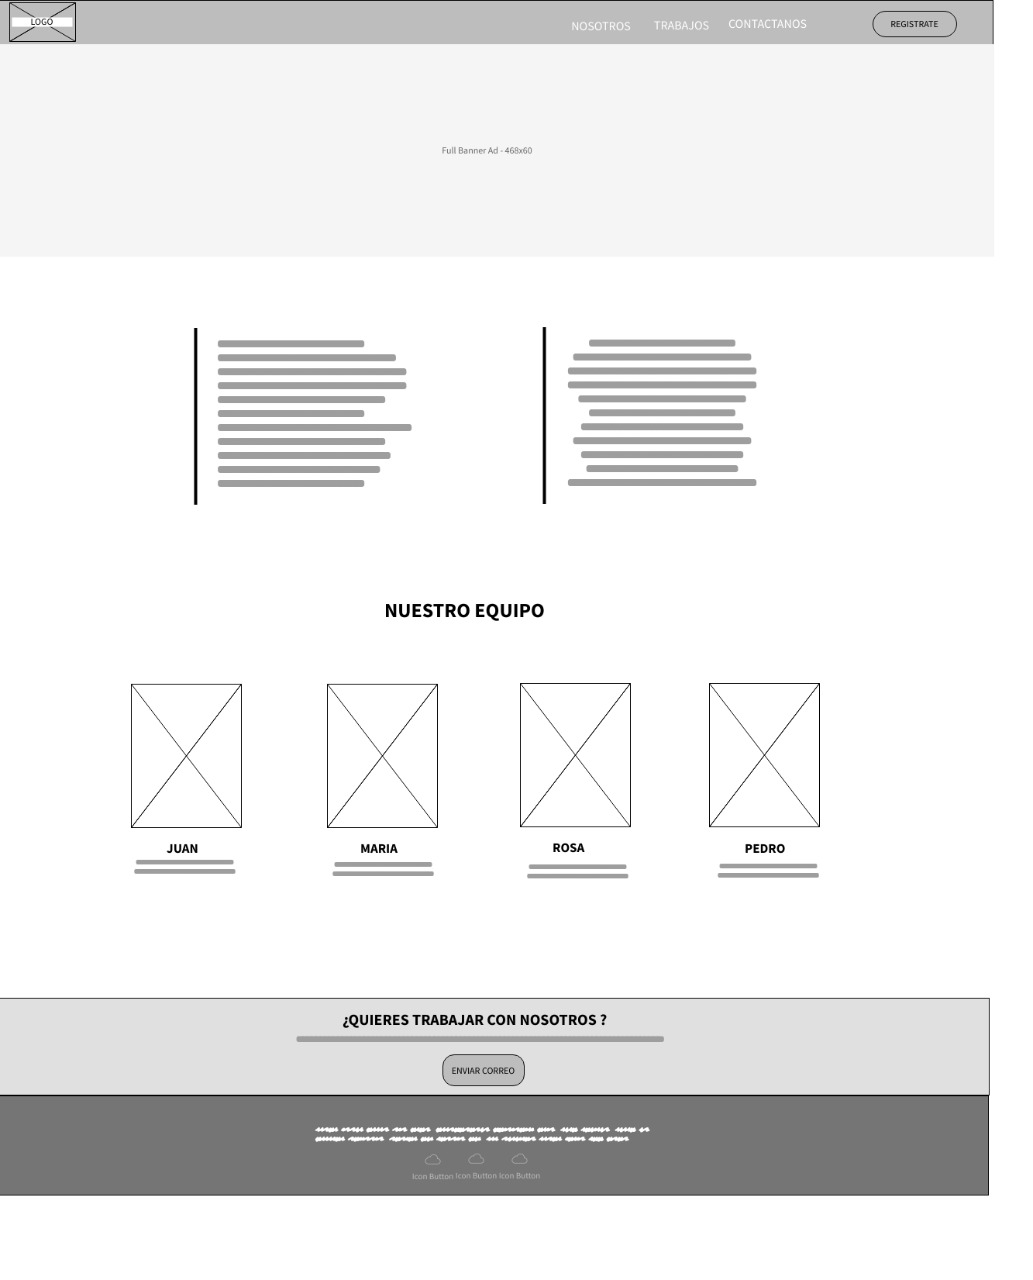 LOGO
NOSOTROS TRABAJOS CONTACTANOS REGISTRATE
Full Banner Ad - 468x60
NUESTRO EQUIPO
JUAN MARIA ROSA PEDRO
¿QUIERES TRABAJAR CON NOSOTROS ?
ENVIAR CORREO
Icon Button Icon Button Icon Button